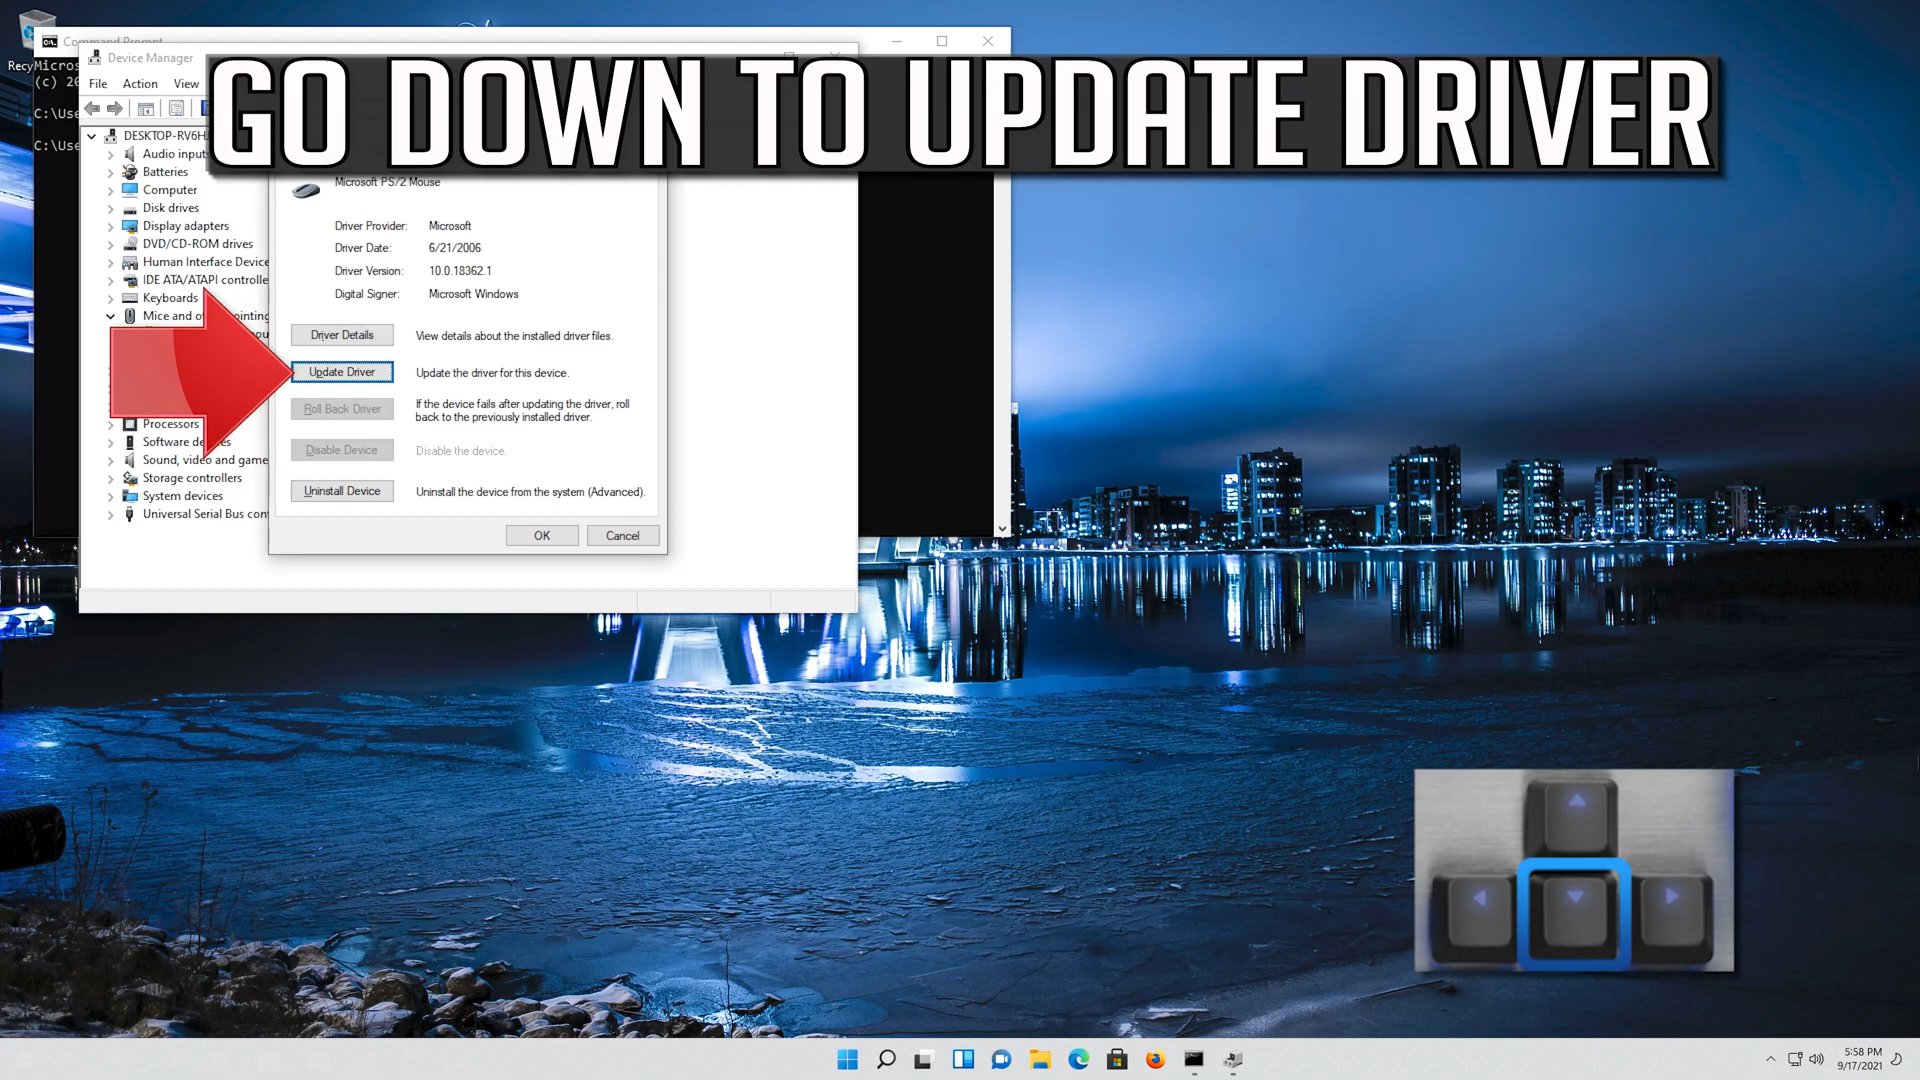 Command Prompt
Device Manager
GO DOWN TO UPDATE DRIVER
File Action View
Micros
(c) 20
C:\Use
C:\Use
DESKTOP-RV6H
Audio inputs
Batteries
Computer
Disk drives
Display adapters
DVD/CD-ROM drives
Human Interface Device
IDE ATA/ATAPI controlle
Keyboards
Mice and o pointing
Processors
Software de es
Sound, video and game
Storage controllers
System devices
Universal Serial Bus cont
Microsoft PS/2 Mouse
Driver Provider: Microsoft
Driver Date: 6/21/2006
Driver Version: 10.0.18362.1
Digital Signer: Microsoft Windows
Driver Details View details about the installed driver files.
Update Driver Update the driver for this device.
Roll Back Driver If the device fails after updating the driver, roll
back to the previously installed driver.
Disable Device Disable the device.
Uninstall Device Uninstall the device from the system (Advanced).
OK Cancel
5:58 PM
9/17/2021